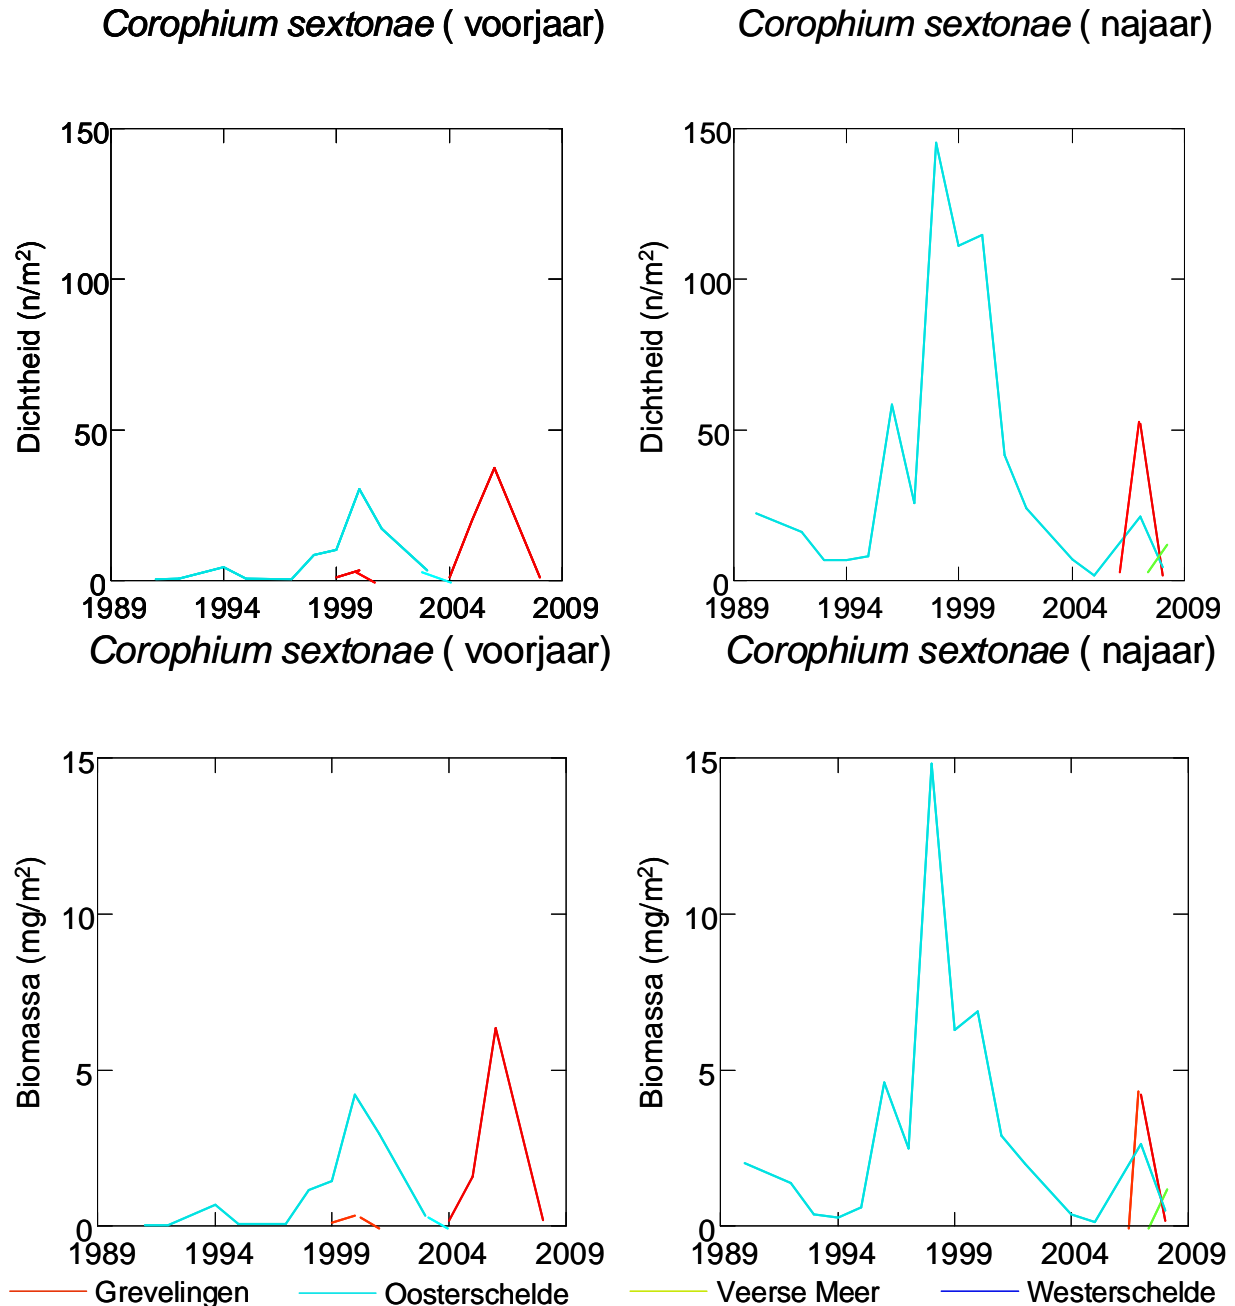 Corophium sextonae ( voorjaar)
Corophium sextonae ( najaar)
150
100
50
0
Dichtheid (n/m²)
1989 1994 1999 2004 2009
150
100
50
0
Dichtheid (n/m²)
1989 1994 1999 2004 2009
Corophium sextonae ( voorjaar)
Corophium sextonae ( najaar)
15
10
5
0
Biomassa (mg/m²)
1989 1994 1999 2004 2009
15
10
5
0
Biomassa (mg/m²)
1989 1994 1999 2004 2009
Grevelingen Oosterschelde Veerse Meer Westerschelde